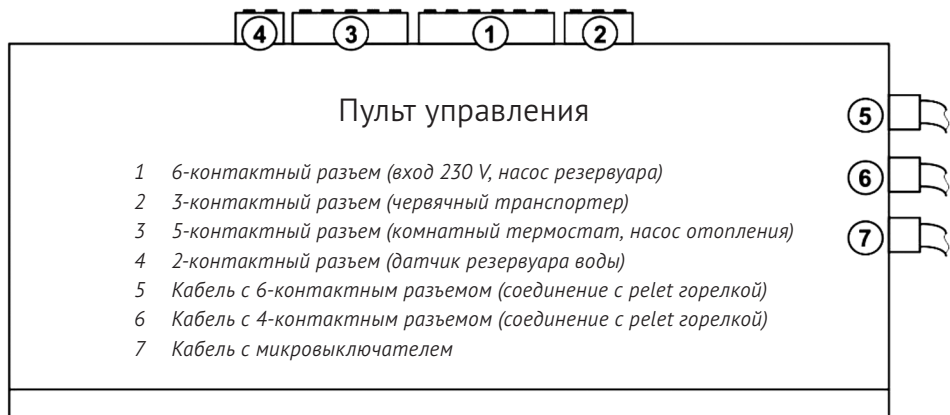 4 3 1 2
Пульт управления
5
1 6-контактный разъем (вход 230 V, насос резервуара)
6
2 3-контактный разъем (червячный транспортер)
3 5-контактный разъем (комнатный термостат, насос отопления)
7
4 2-контактный разъем (датчик резервуара воды)
5 Кабель с 6-контактным разъемом (соединение с pelet горелкой)
6 Кабель с 4-контактным разъемом (соединение с pelet горелкой)
7 Кабель с микровыключателем